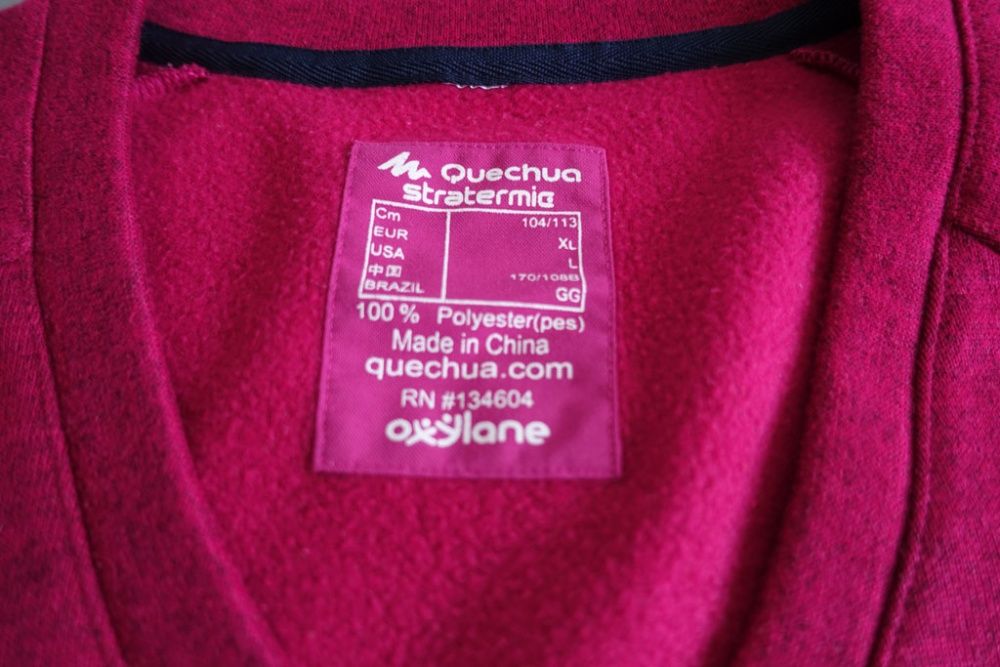 Quechua
Stratermic
Cm 104/113
EUR XL
USA L
中国 170/108B
BRAZIL GG
100 % Polyester(pes)
Made in China
quechua.com
RN #134604
oxylane